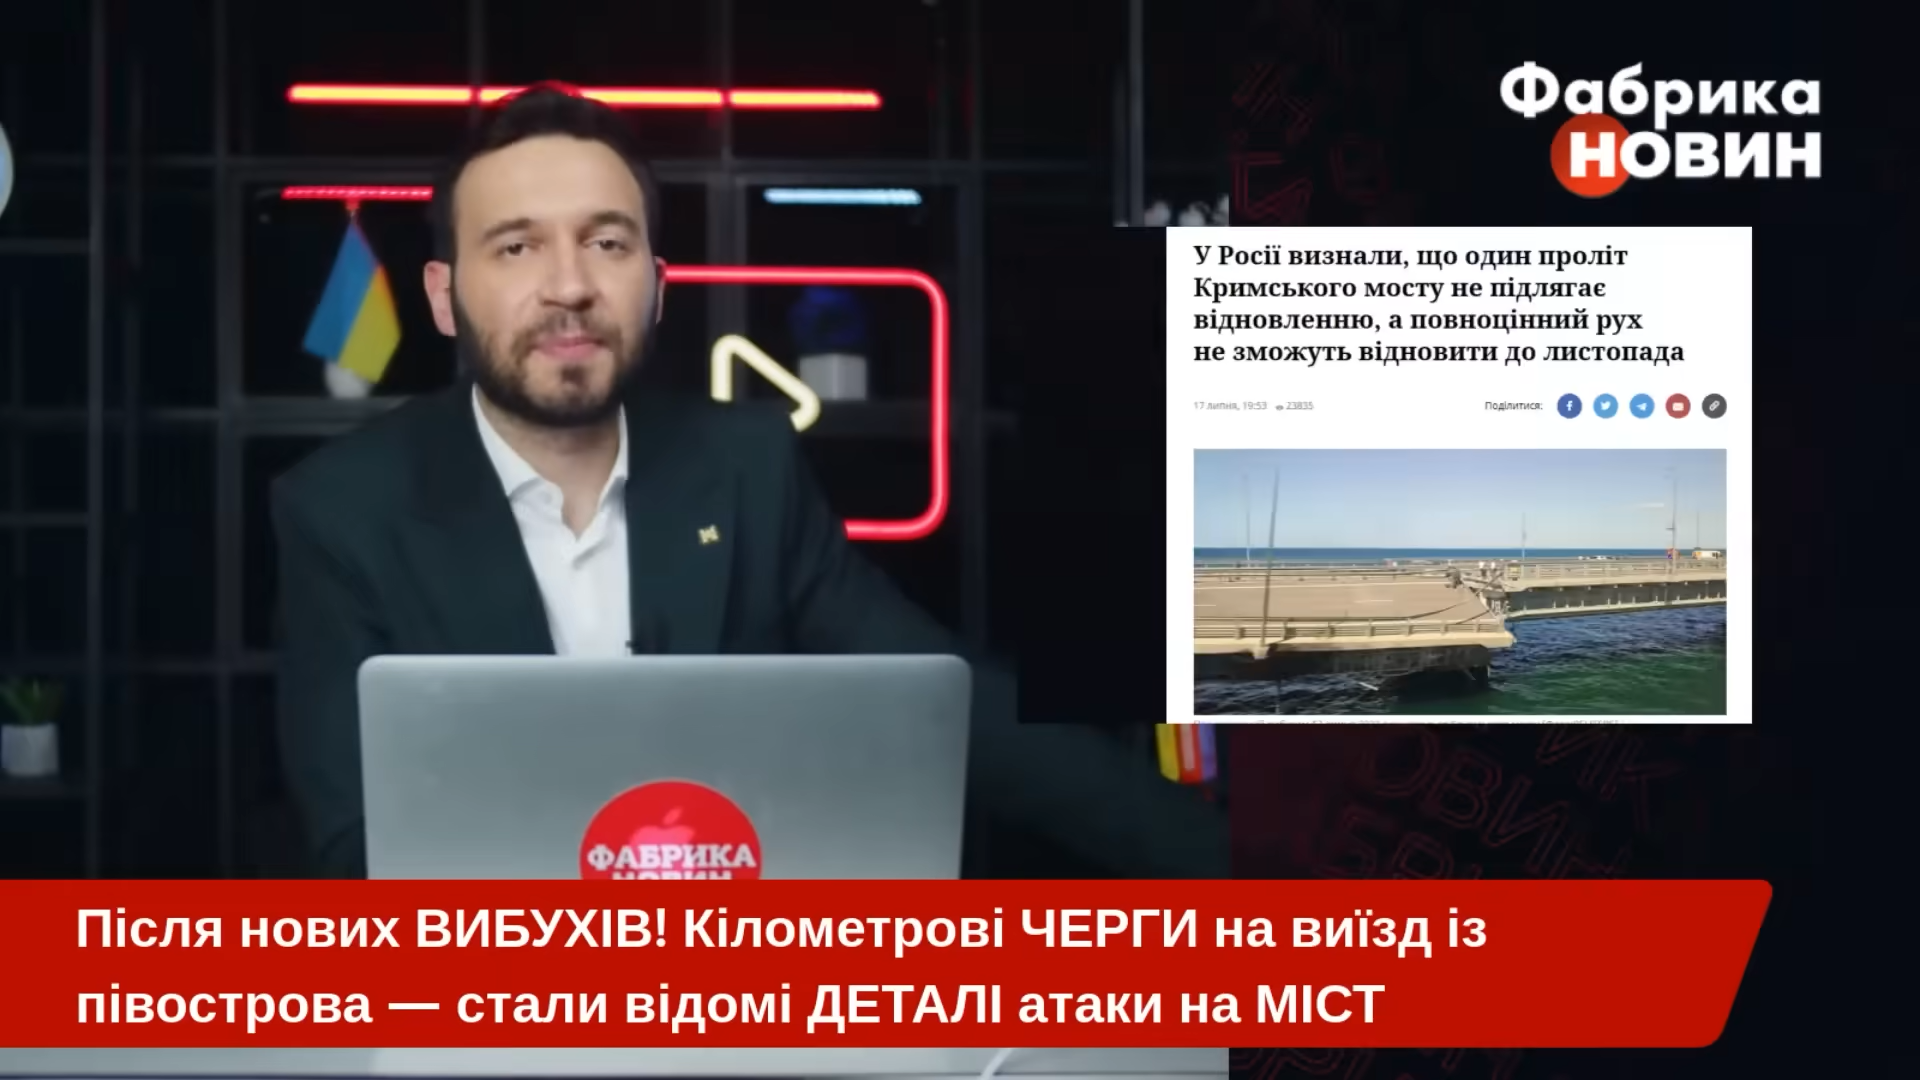 Фабрика
НОВИН
У Росії визнали, що один проліт
Кримського мосту не підлягає
відновленню, а повноцінний рух
не зможуть відновити до листопада
17 липня, 19:53 23835
Поділитися:
ФАБРИКА
НОВИН
Після нових ВИБУХІВ! Кілометрові ЧЕРГИ на виїзд із
півострова — стали відомі ДЕТАЛІ атаки на МІСТ